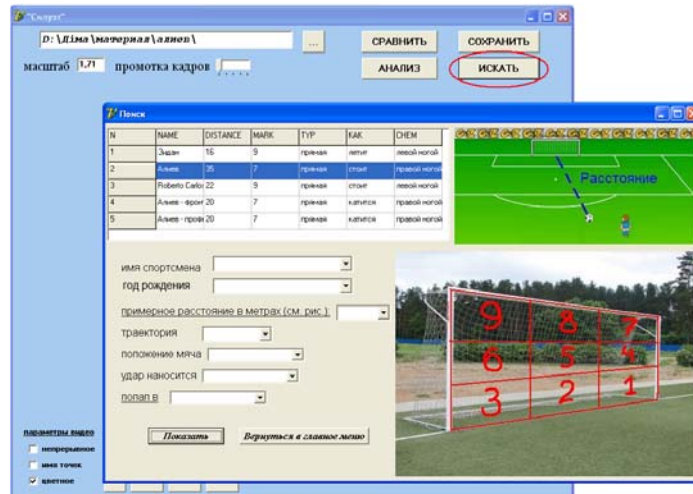 "Силуэт"
D: \Діма \материал\алиев\
...
СРАВНИТЬ
СОХРАНИТЬ
масштаб 1,71 промотка кадров
АНАЛИЗ
ИСКАТЬ
Поиск
N NAME DISTANCE MARK TYP КАК CHEM
1 Зидан 16 9 прямая летит левой ногой
2 Алиев 35 7 прямая стоит правой ногой
3 Roberto Carlo 22 9 прямая стоит левой ногой
4 Алиев - фрон 20 7 прямая катится правой ногой
5 Алиев - профи 20 7 прямая катится правой ногой
Расстояние
имя спортсмена
год рождения
примерное расстояние в метрах (см. рис.):
траектория
положение мяча
удар наносится
попал в
9 8 7
6 5 4
3 2 1
Показать
Вернуться в главное меню
параметры видео
непрерывное
имя точек
цветное